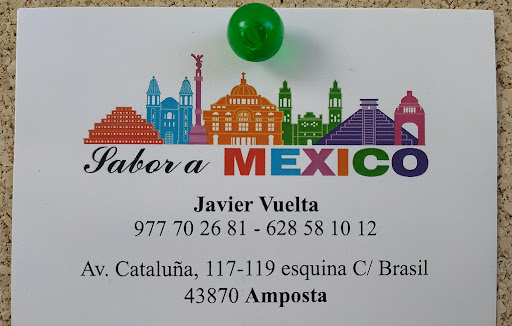 Sabor a MEXICO
Javier Vuelta
977 70 26 81 - 628 58 10 12
Av. Cataluña, 117-119 esquina C/ Brasil
43870 Amposta